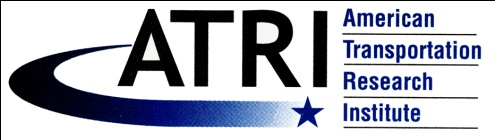 ATRI
American
Transportation
Research
Institute